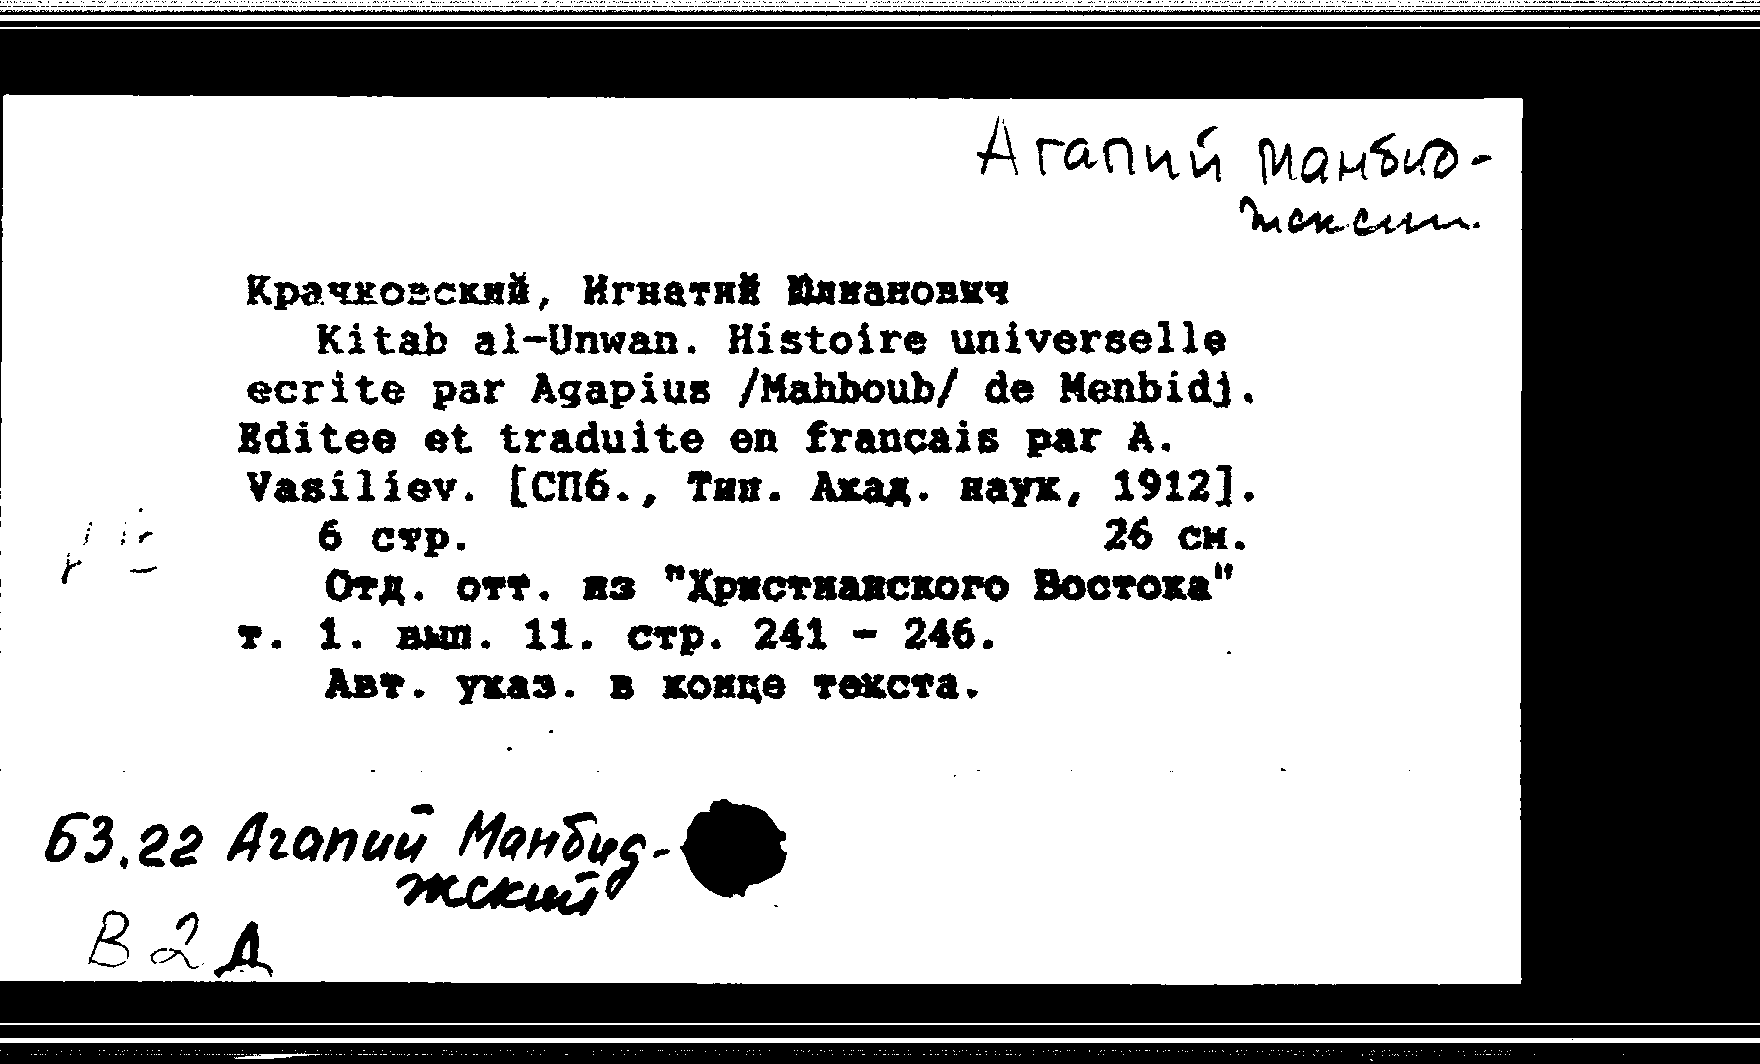 Агапий Манбид-
жский
Крачковский, Игнатий Юлианович
Kitab al-Unwan. Histoire universelle
ecrite par Agapius /Mahboub/ de Menbidj.
Editee et traduite en francais par A.
Vasiliev. [СПб., Тип. Акад. наук, 1912].
6 стр. 26 см.
Отд. отт. из "Христианского Востока"
т. 1. вып. 11. стр. 241 - 246.
Авт. указ. в конце текста.
63.22 Агапий Манбид-
жский
В 2 Д